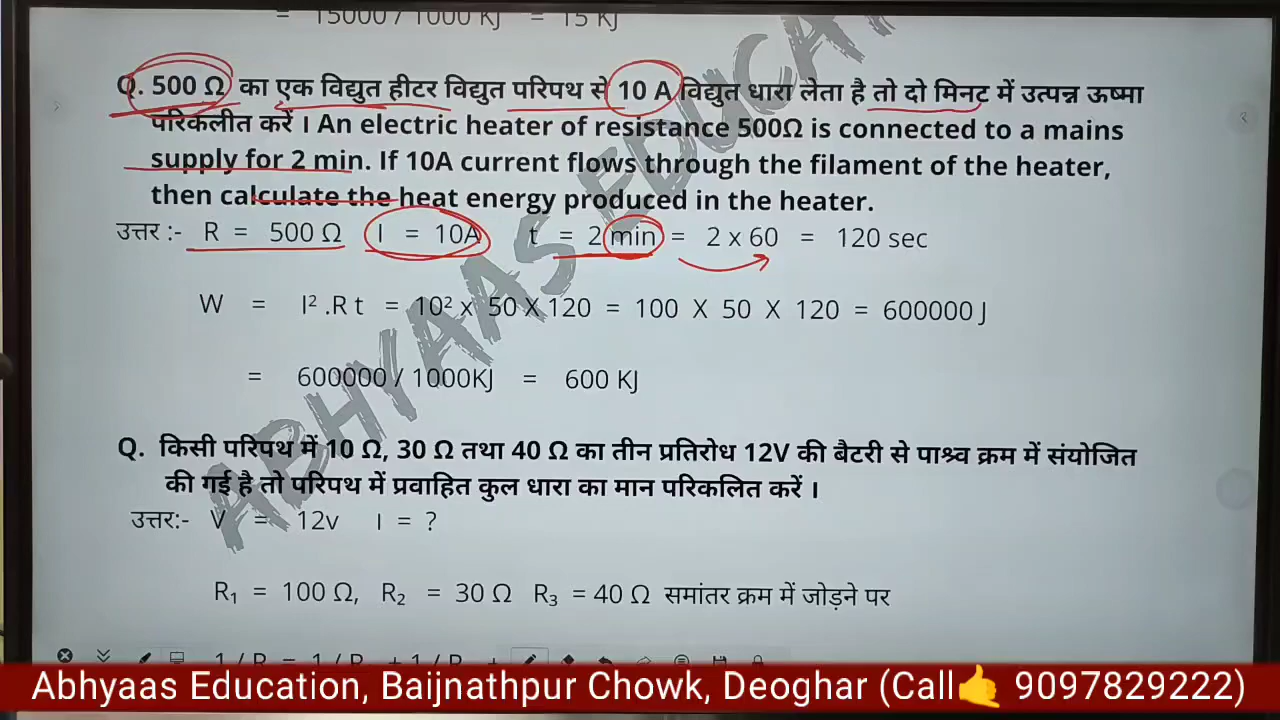 = 15000 / 1000 KJ = 15 KJ
Q. 500 Ω का एक विद्युत हीटर विद्युत परिपथ से 10 A विद्युत धारा लेता है तो दो मिनट में उत्पन्न ऊष्मा
परिकलीत करें । An electric heater of resistance 500Ω is connected to a mains
supply for 2 min. If 10A current flows through the filament of the heater,
then calculate the heat energy produced in the heater.
उत्तर :- R = 500 Ω I = 10A t = 2 min = 2 x 60 = 120 sec
W = I² .R t = 10² x 50 X 120 = 100 X 50 X 120 = 600000 J
= 600000 / 1000KJ = 600 KJ
Q. किसी परिपथ में 10 Ω, 30 Ω तथा 40 Ω का तीन प्रतिरोध 12V की बैटरी से पाश्र्व क्रम में संयोजित
की गई है तो परिपथ में प्रवाहित कुल धारा का मान परिकलित करें ।
उत्तर:- V = 12v I = ?
R₁ = 100 Ω, R₂ = 30 Ω R₃ = 40 Ω समांतर क्रम में जोड़ने पर
ABHYAAS EDUCAT
Abhyaas Education, Baijnathpur Chowk, Deoghar (Call🤙 9097829222)